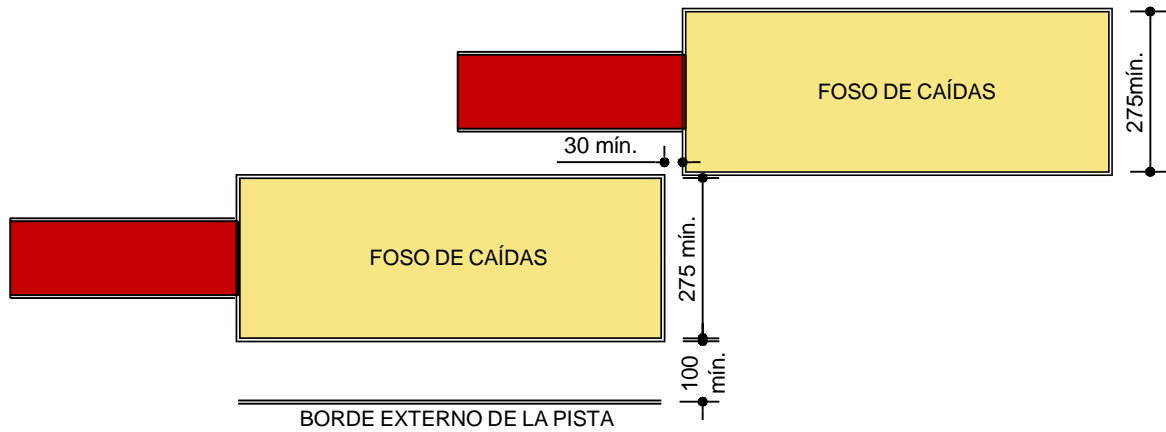 FOSO DE CAÍDAS
275mín.
30 mín.
FOSO DE CAÍDAS
275 mín.
100
mín.
BORDE EXTERNO DE LA PISTA